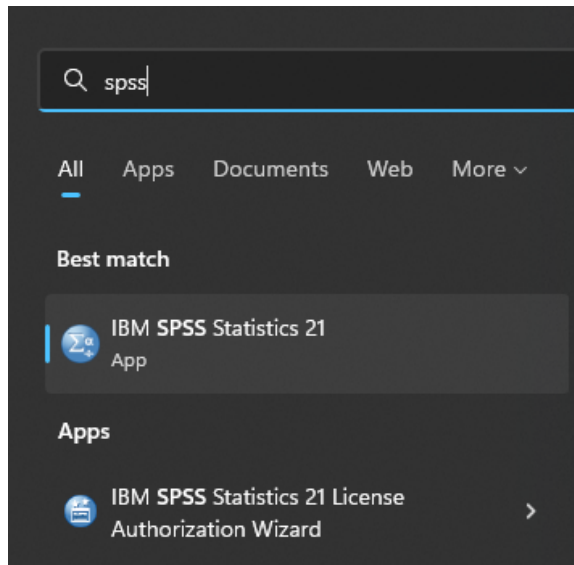 spss
All Apps Documents Web More
Best match
IBM SPSS Statistics 21
App
Apps
IBM SPSS Statistics 21 License
Authorization Wizard